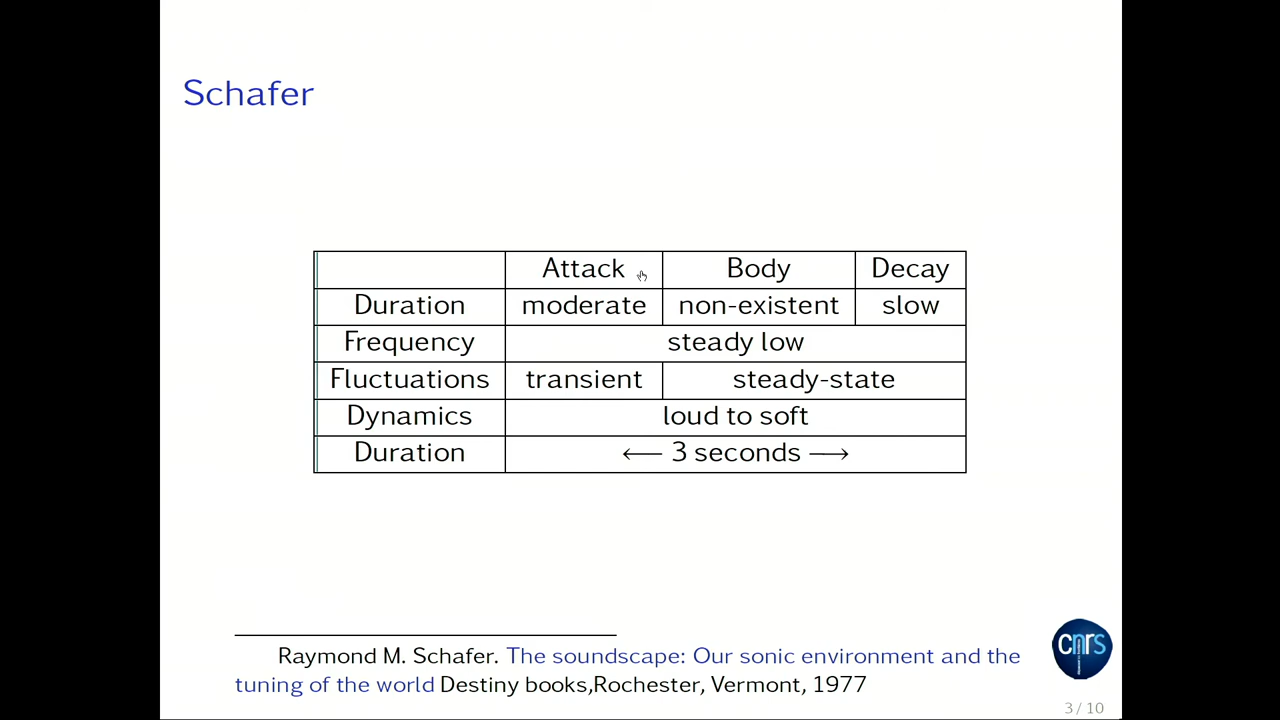 Schafer
Attack Body Decay
Duration moderate non-existent slow
Frequency steady low
Fluctuations transient steady-state
Dynamics loud to soft
Duration ⟵ 3 seconds ⟶
Raymond M. Schafer. The soundscape: Our sonic environment and the
tuning of the world Destiny books,Rochester, Vermont, 1977
cnrs
3 / 10